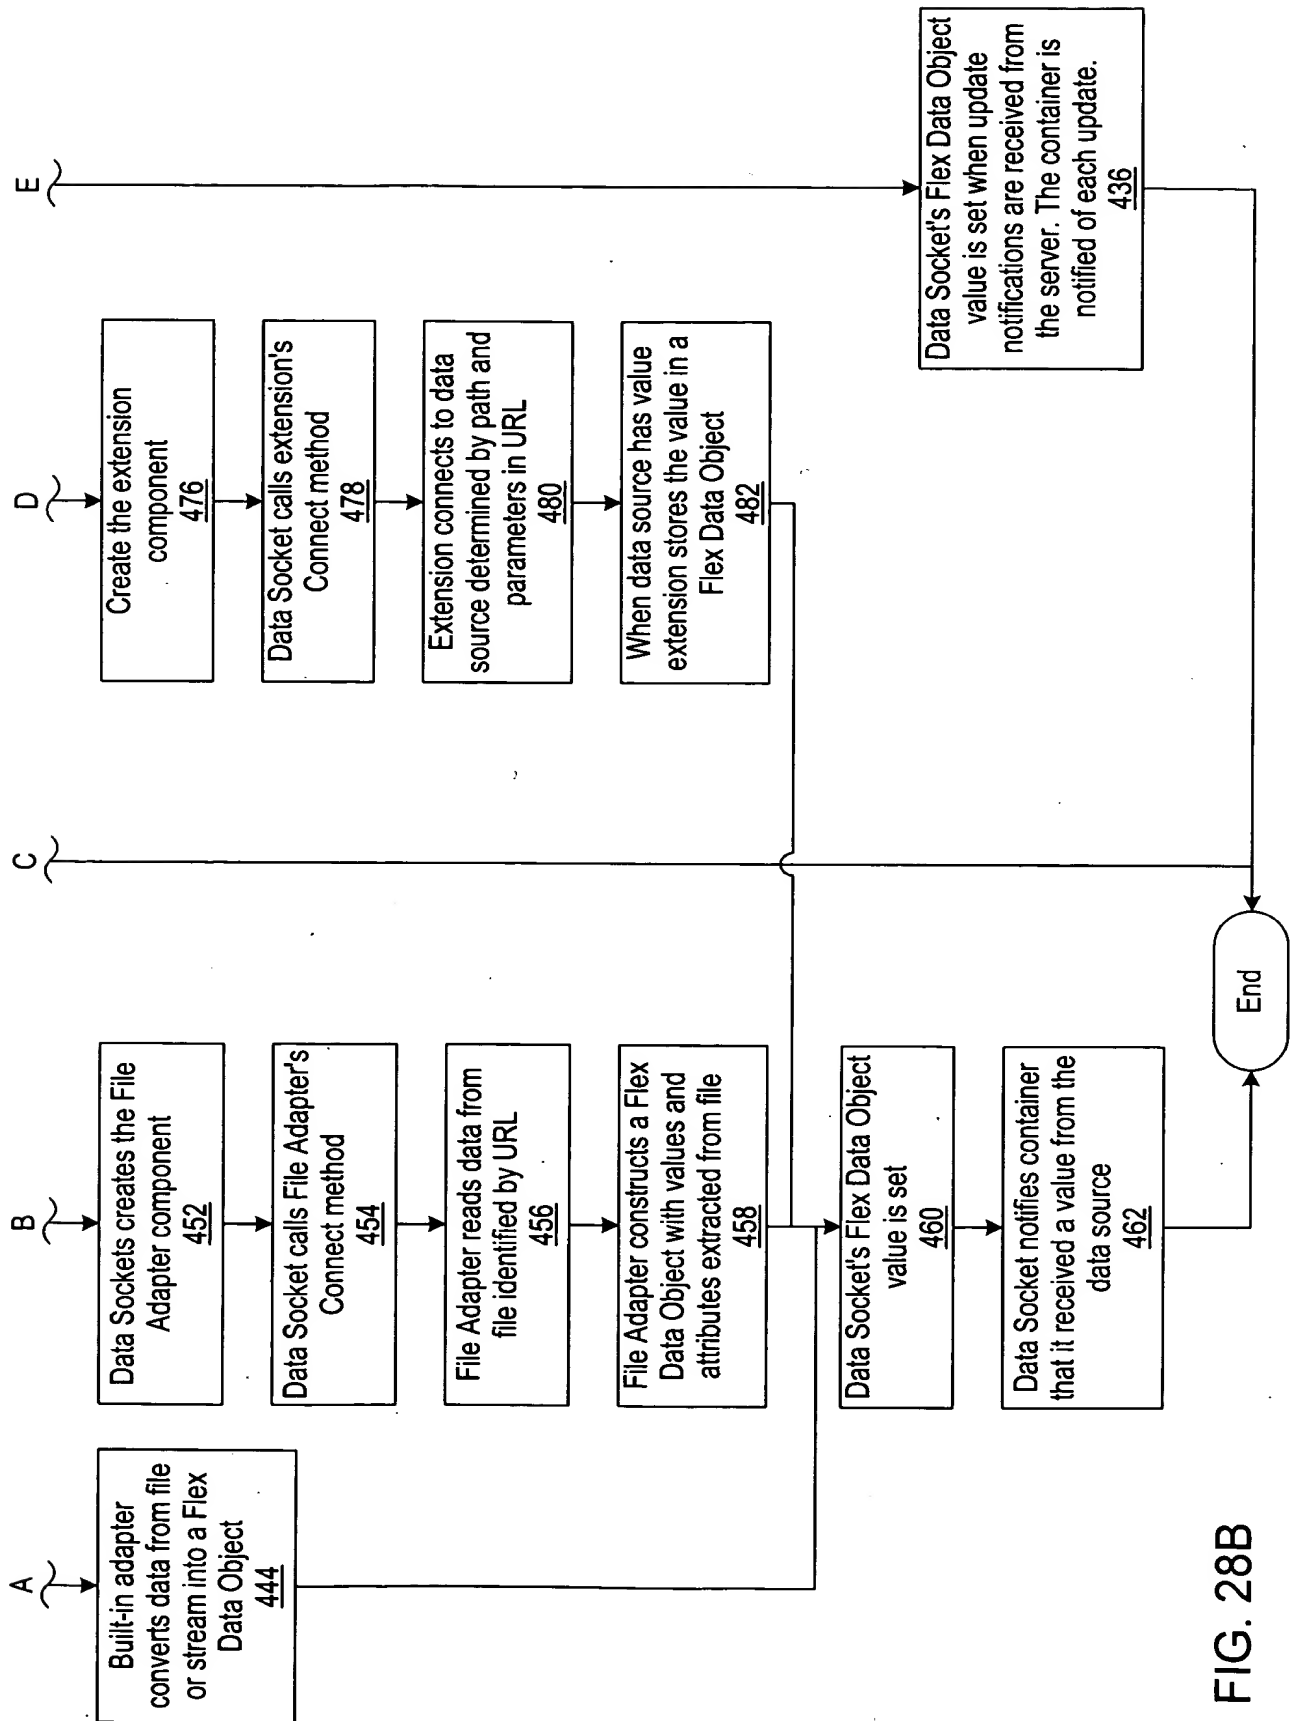 A
Built-in adapter
converts data from file
or stream into a Flex
Data Object
444
B
Data Sockets creates the File
Adapter component
452
Data Socket calls File Adapter's
Connect method
454
File Adapter reads data from
file identified by URL
456
File Adapter constructs a Flex
Data Object with values and
attributes extracted from file
458
Data Socket's Flex Data Object
value is set
460
Data Socket notifies container
that it received a value from the
data source
462
C
End
D
Create the extension
component
476
Data Socket calls extension's
Connect method
478
Extension connects to data
source determined by path and
parameters in URL
480
When data source has value
extension stores the value in a
Flex Data Object
482
E
Data Socket's Flex Data Object
value is set when update
notifications are received from
the server. The container is
notified of each update.
436
FIG. 28B